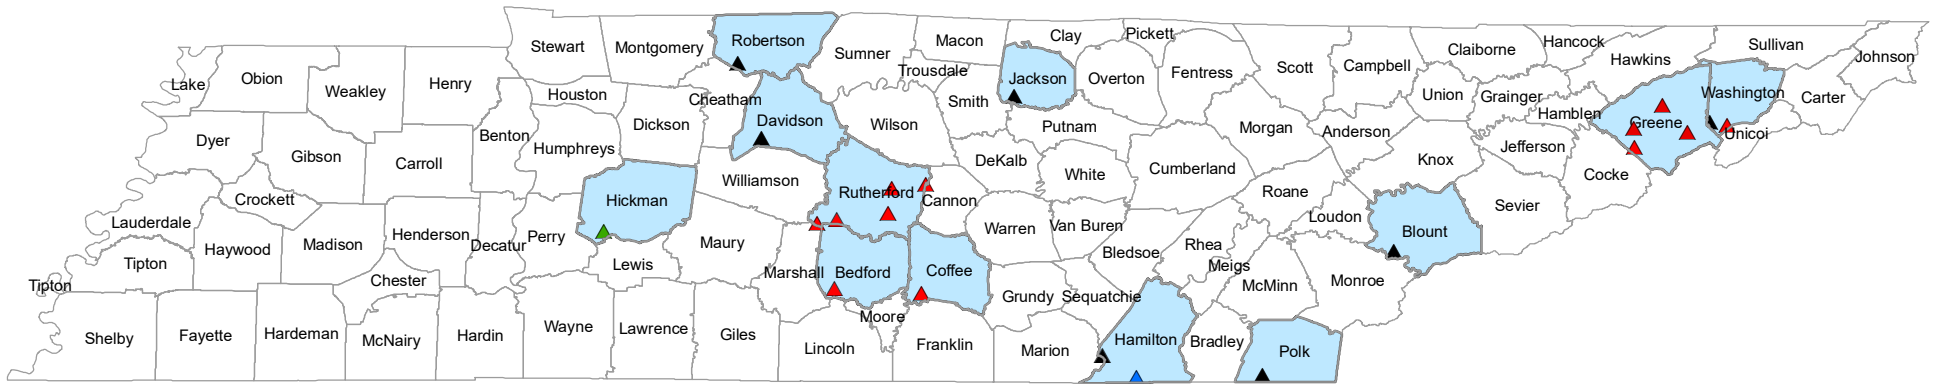 Stewart
Montgomery
Robertson
Sumner
Macon
Clay
Pickett
Trousdale
Jackson
Overton
Fentress
Scott
Campbell
Claiborne
Hancock
Hawkins
Sullivan
Johnson
Lake
Obion
Weakley
Henry
Houston
Cheatham
Smith
Putnam
Union
Grainger
Hamblen
Greene
Washington
Carter
Unicoi
Dyer
Gibson
Carroll
Benton
Humphreys
Dickson
Davidson
Wilson
DeKalb
White
Cumberland
Morgan
Anderson
Knox
Jefferson
Cocke
Crockett
Lauderdale
Haywood
Madison
Henderson
Decatur
Perry
Hickman
Williamson
Rutherford
Cannon
Warren
Van Buren
Bledsoe
Rhea
Roane
Loudon
Blount
Sevier
Tipton
Tipton
Chester
Lewis
Maury
Marshall
Bedford
Coffee
Grundy
Sequatchie
Meigs
McMinn
Monroe
Shelby
Fayette
Hardeman
McNairy
Hardin
Wayne
Lawrence
Giles
Lincoln
Moore
Franklin
Marion
Hamilton
Bradley
Polk